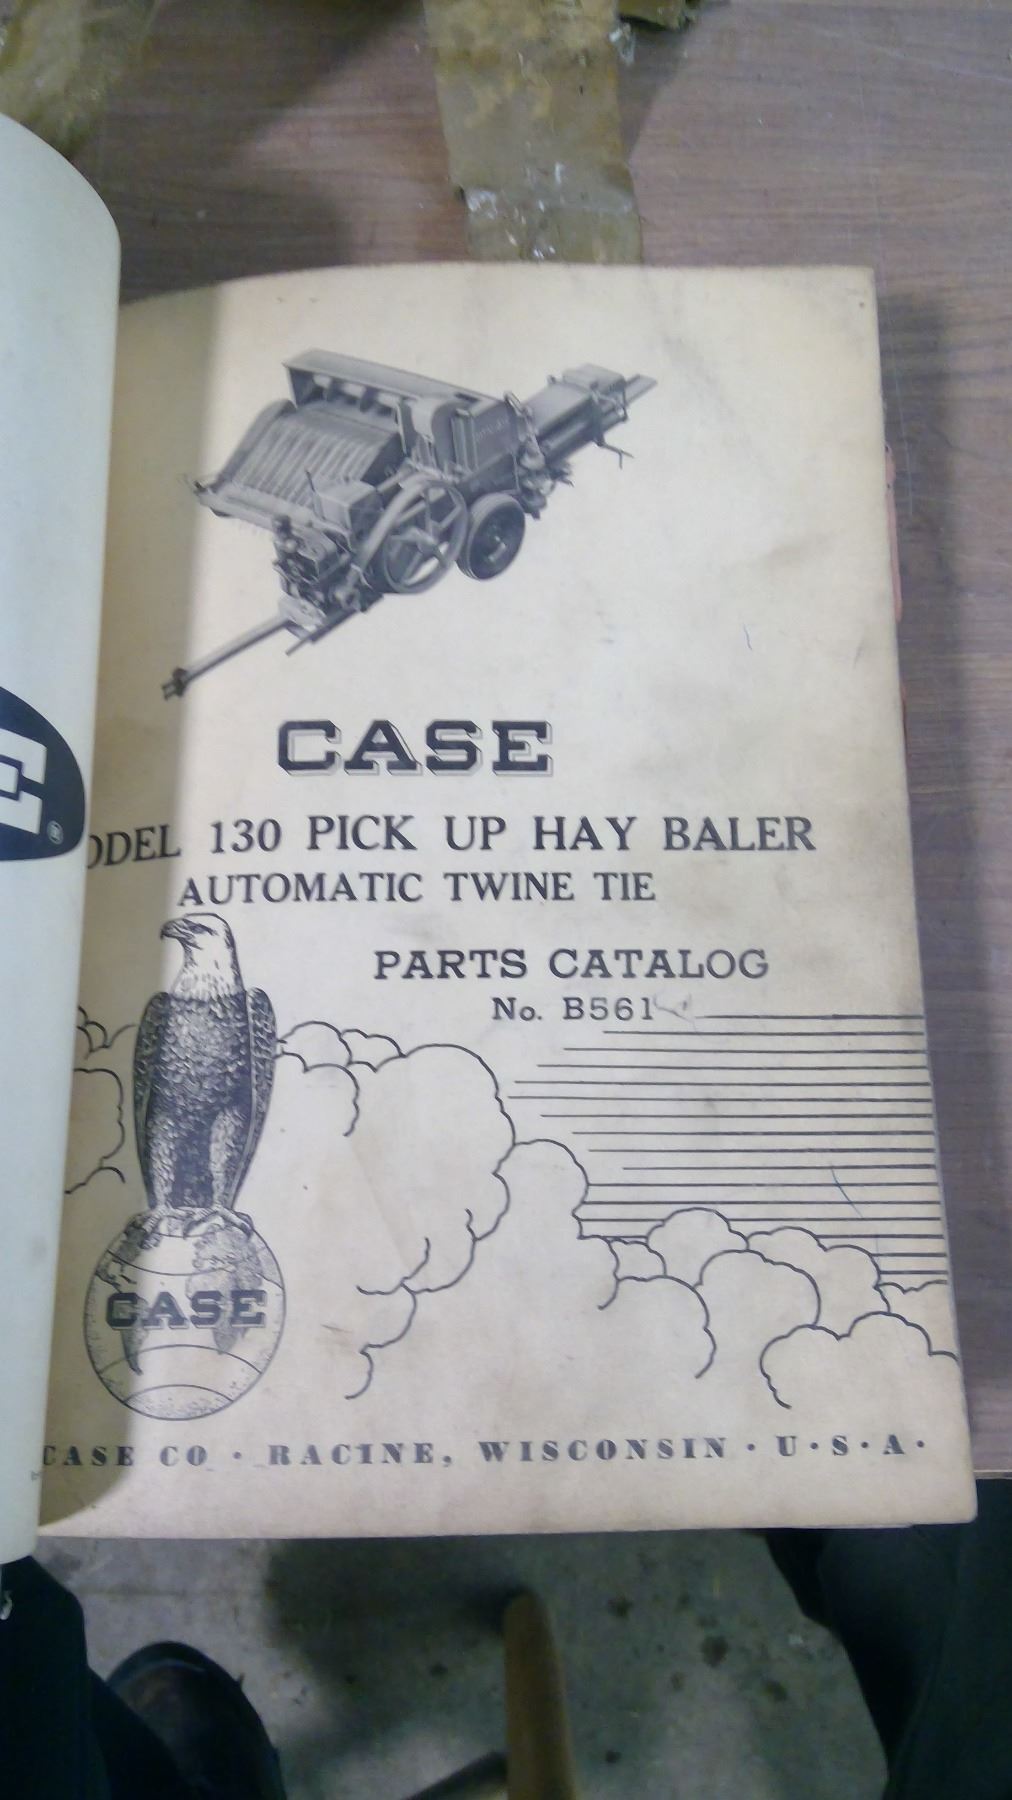 CASE
ODEL 130 PICK UP HAY BALER
AUTOMATIC TWINE TIE
PARTS CATALOG
No. B561
CASE
CASE CO · RACINE, WISCONSIN · U·S·A·
E®